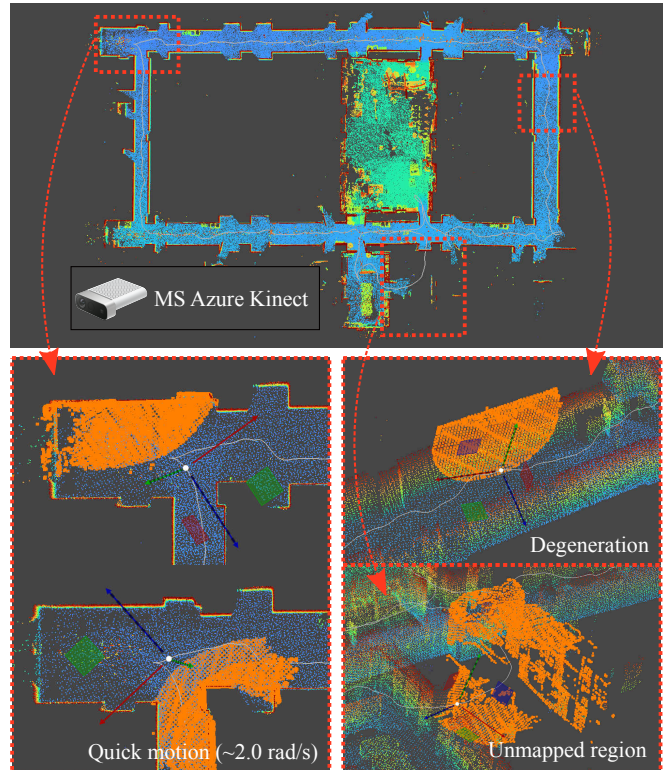 MS Azure Kinect
Degeneration
Quick motion (~2.0 rad/s)
Unmapped region